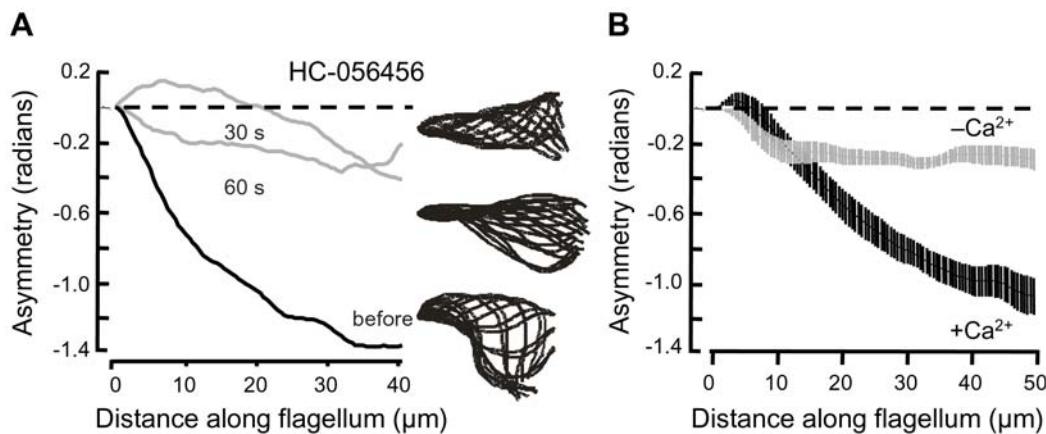 A
HC-056456
Asymmetry (radians)
0.2
-0.2
-0.6
-1.0
-1.4
30 s
60 s
before
0
10
20
30
40
Distance along flagellum (µm)
B
Asymmetry (radians)
0.2
-0.2
-0.6
-1.0
-1.4
–Ca²⁺
+Ca²⁺
0
10
20
30
40
50
Distance along flagellum (µm)